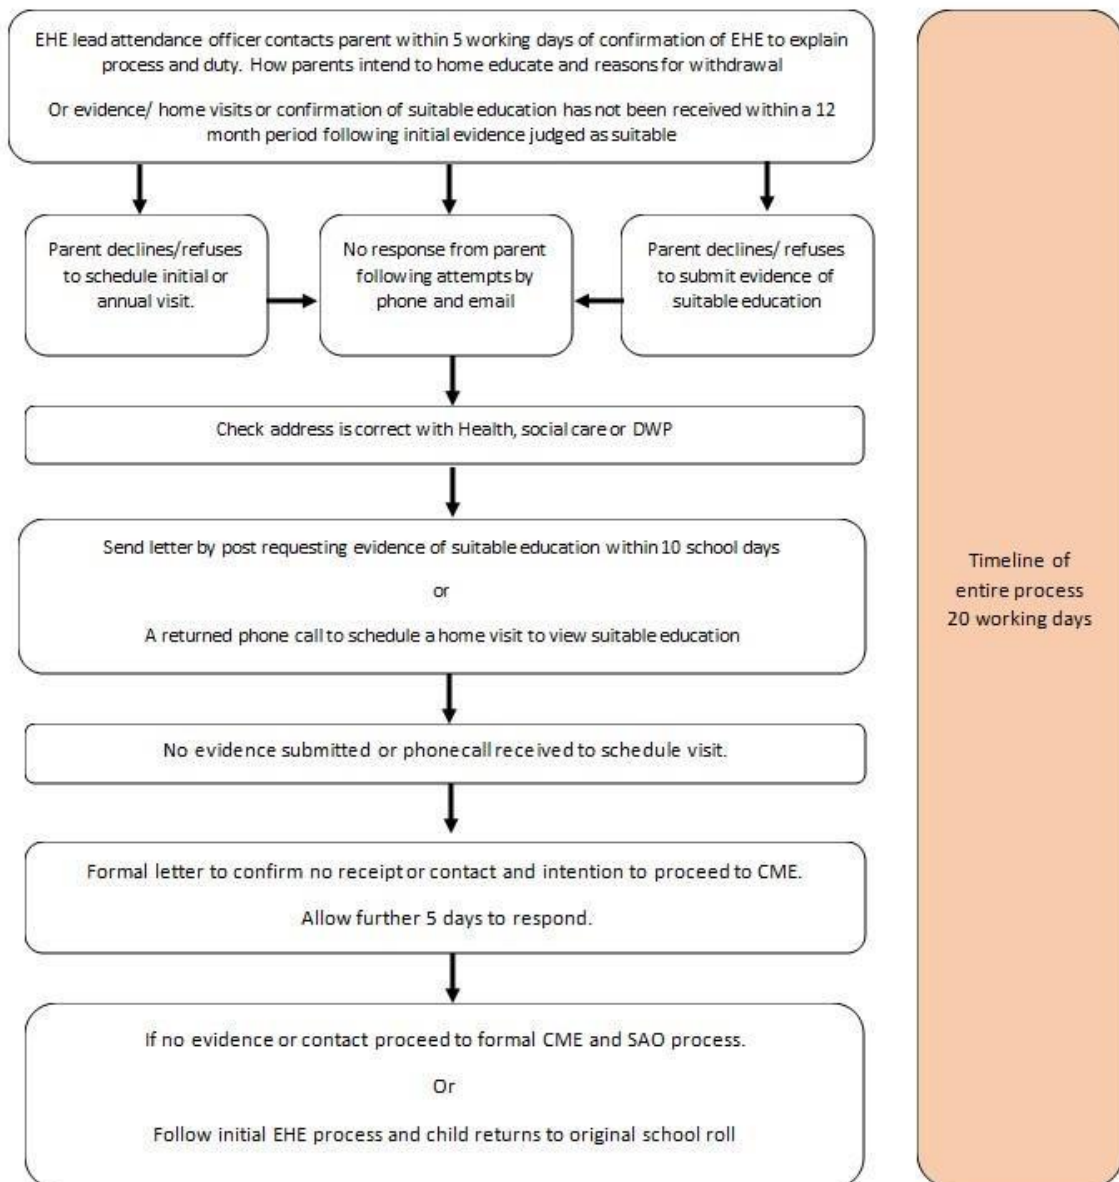 EHE lead attendance officer contacts parent within 5 working days of confirmation of EHE to explain
process and duty. How parents intend to home educate and reasons for withdrawal
Or evidence/ home visits or confirmation of suitable education has not been received within a 12
month period following initial evidence judged as suitable
Parent declines/refuses
to schedule initial or
annual visit.
No response from parent
following attempts by
phone and email
Parent declines/ refuses
to submit evidence of
suitable education
Check address is correct with Health, social care or DWP
Send letter by post requesting evidence of suitable education within 10 school days
or
A returned phone call to schedule a home visit to view suitable education
No evidence submitted or phonecall received to schedule visit.
Formal letter to confirm no receipt or contact and intention to proceed to CME.
Allow further 5 days to respond.
If no evidence or contact proceed to formal CME and SAO process.
Or
Follow initial EHE process and child returns to original school roll
Timeline of
entire process
20 working days